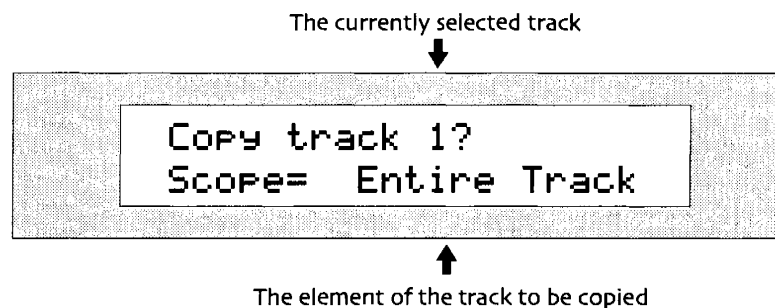 The currently selected track
Copy track 1?
Scope= Entire Track
The element of the track to be copied